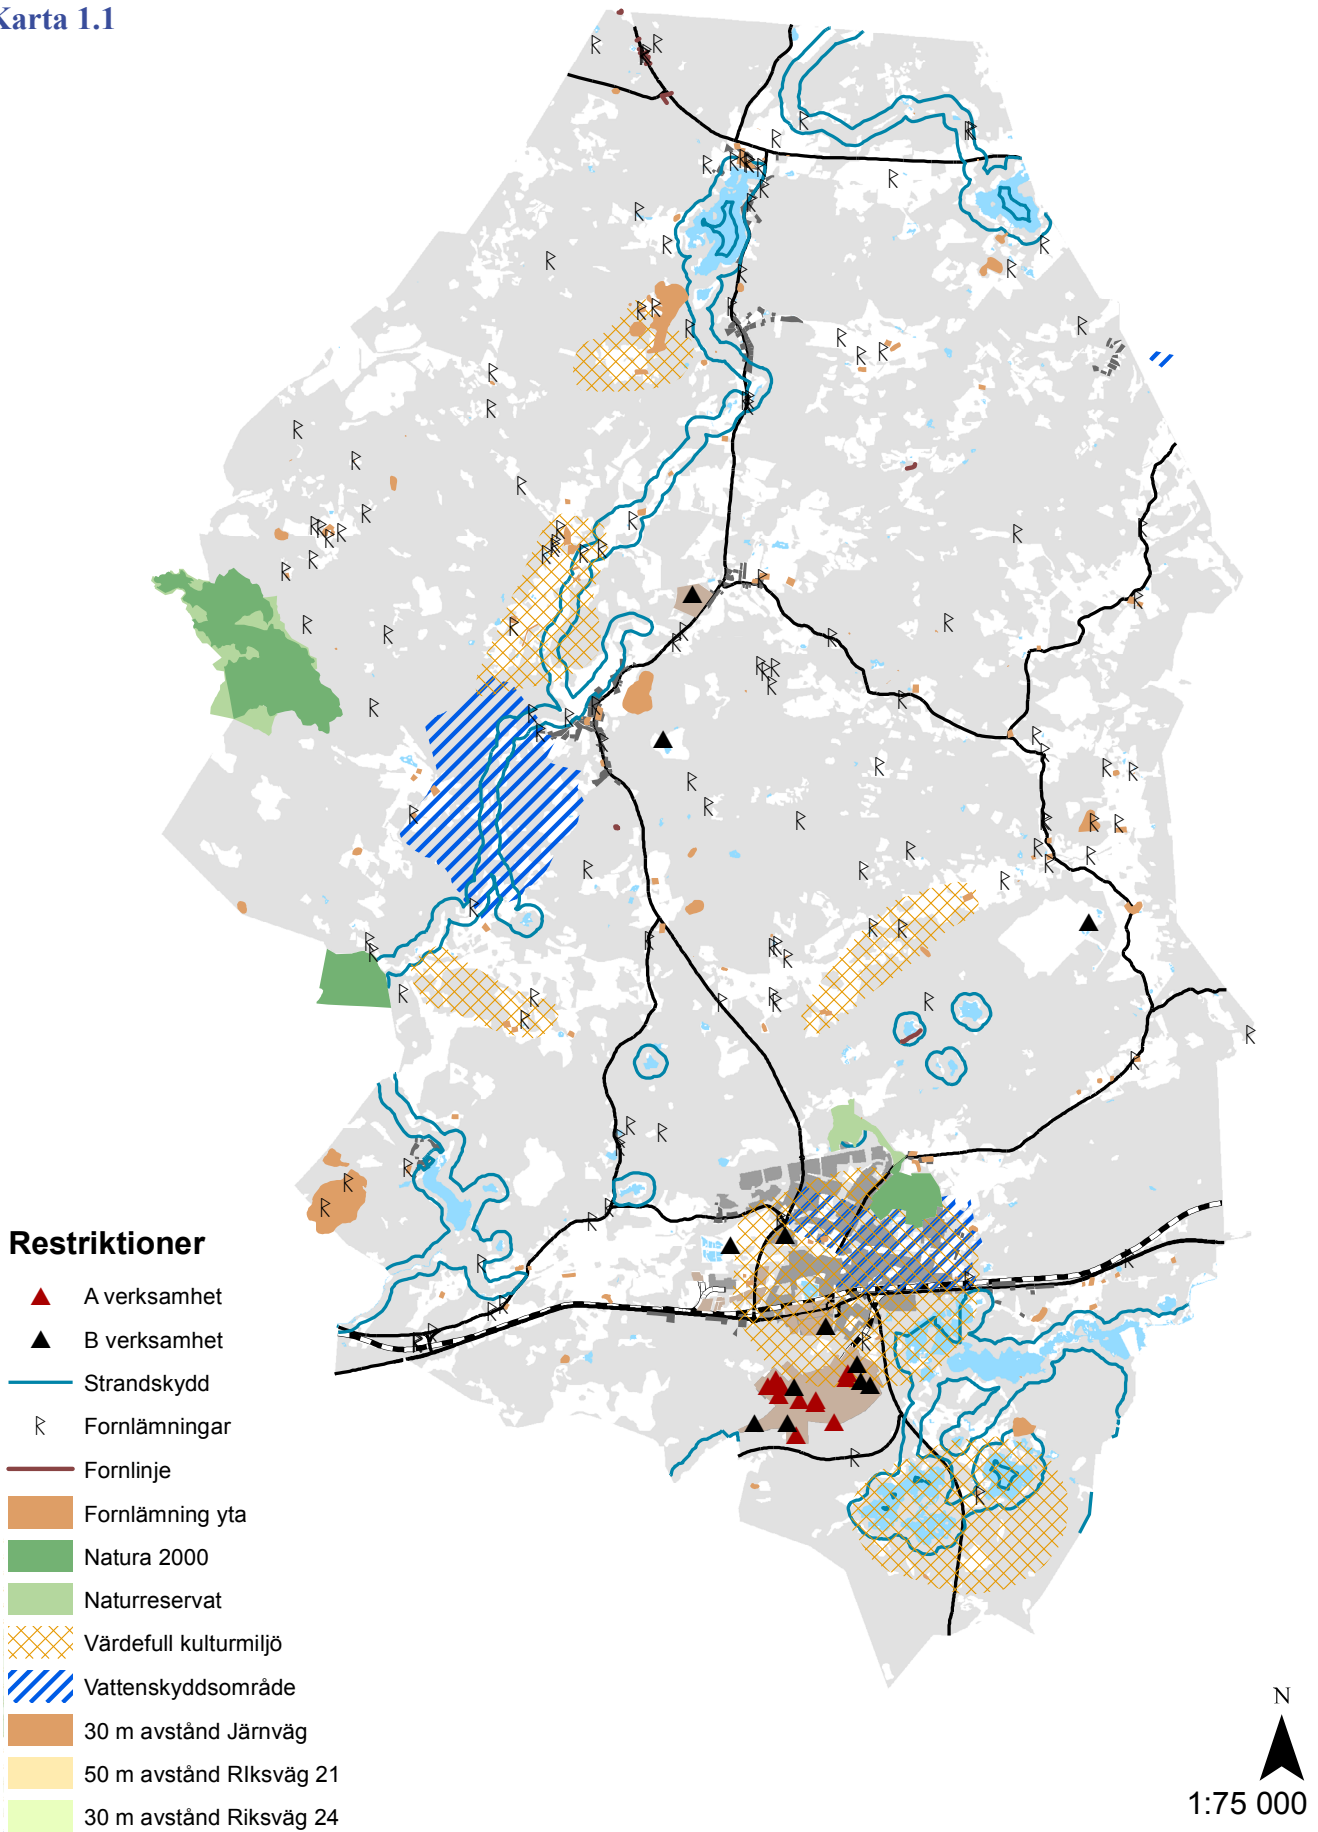 Karta 1.1
Restriktioner
A verksamhet
B verksamhet
Strandskydd
Fornlämningar
Fornlinje
Fornlämning yta
Natura 2000
Naturreservat
Värdefull kulturmiljö
Vattenskyddsområde
30 m avstånd Järnväg
50 m avstånd RIksväg 21
30 m avstånd Riksväg 24
N
1:75 000